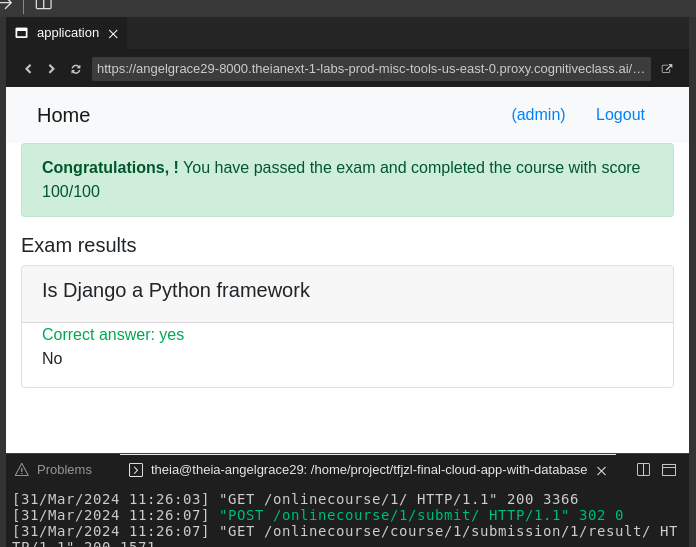 application
https://angelgrace29-8000.theianext-1-labs-prod-misc-tools-us-east-0.proxy.cognitiveclass.ai/...
Home (admin) Logout
Congratulations, ! You have passed the exam and completed the course with score
100/100
Exam results
Is Django a Python framework
Correct answer: yes
No
Problems theia@theia-angelgrace29: /home/project/tfjzl-final-cloud-app-with-database
[31/Mar/2024 11:26:03] "GET /onlinecourse/1/ HTTP/1.1" 200 3366
[31/Mar/2024 11:26:07] "POST /onlinecourse/1/submit/ HTTP/1.1" 302 0
[31/Mar/2024 11:26:07] "GET /onlinecourse/course/1/submission/1/result/ HT
TP/1.1" 200 1571